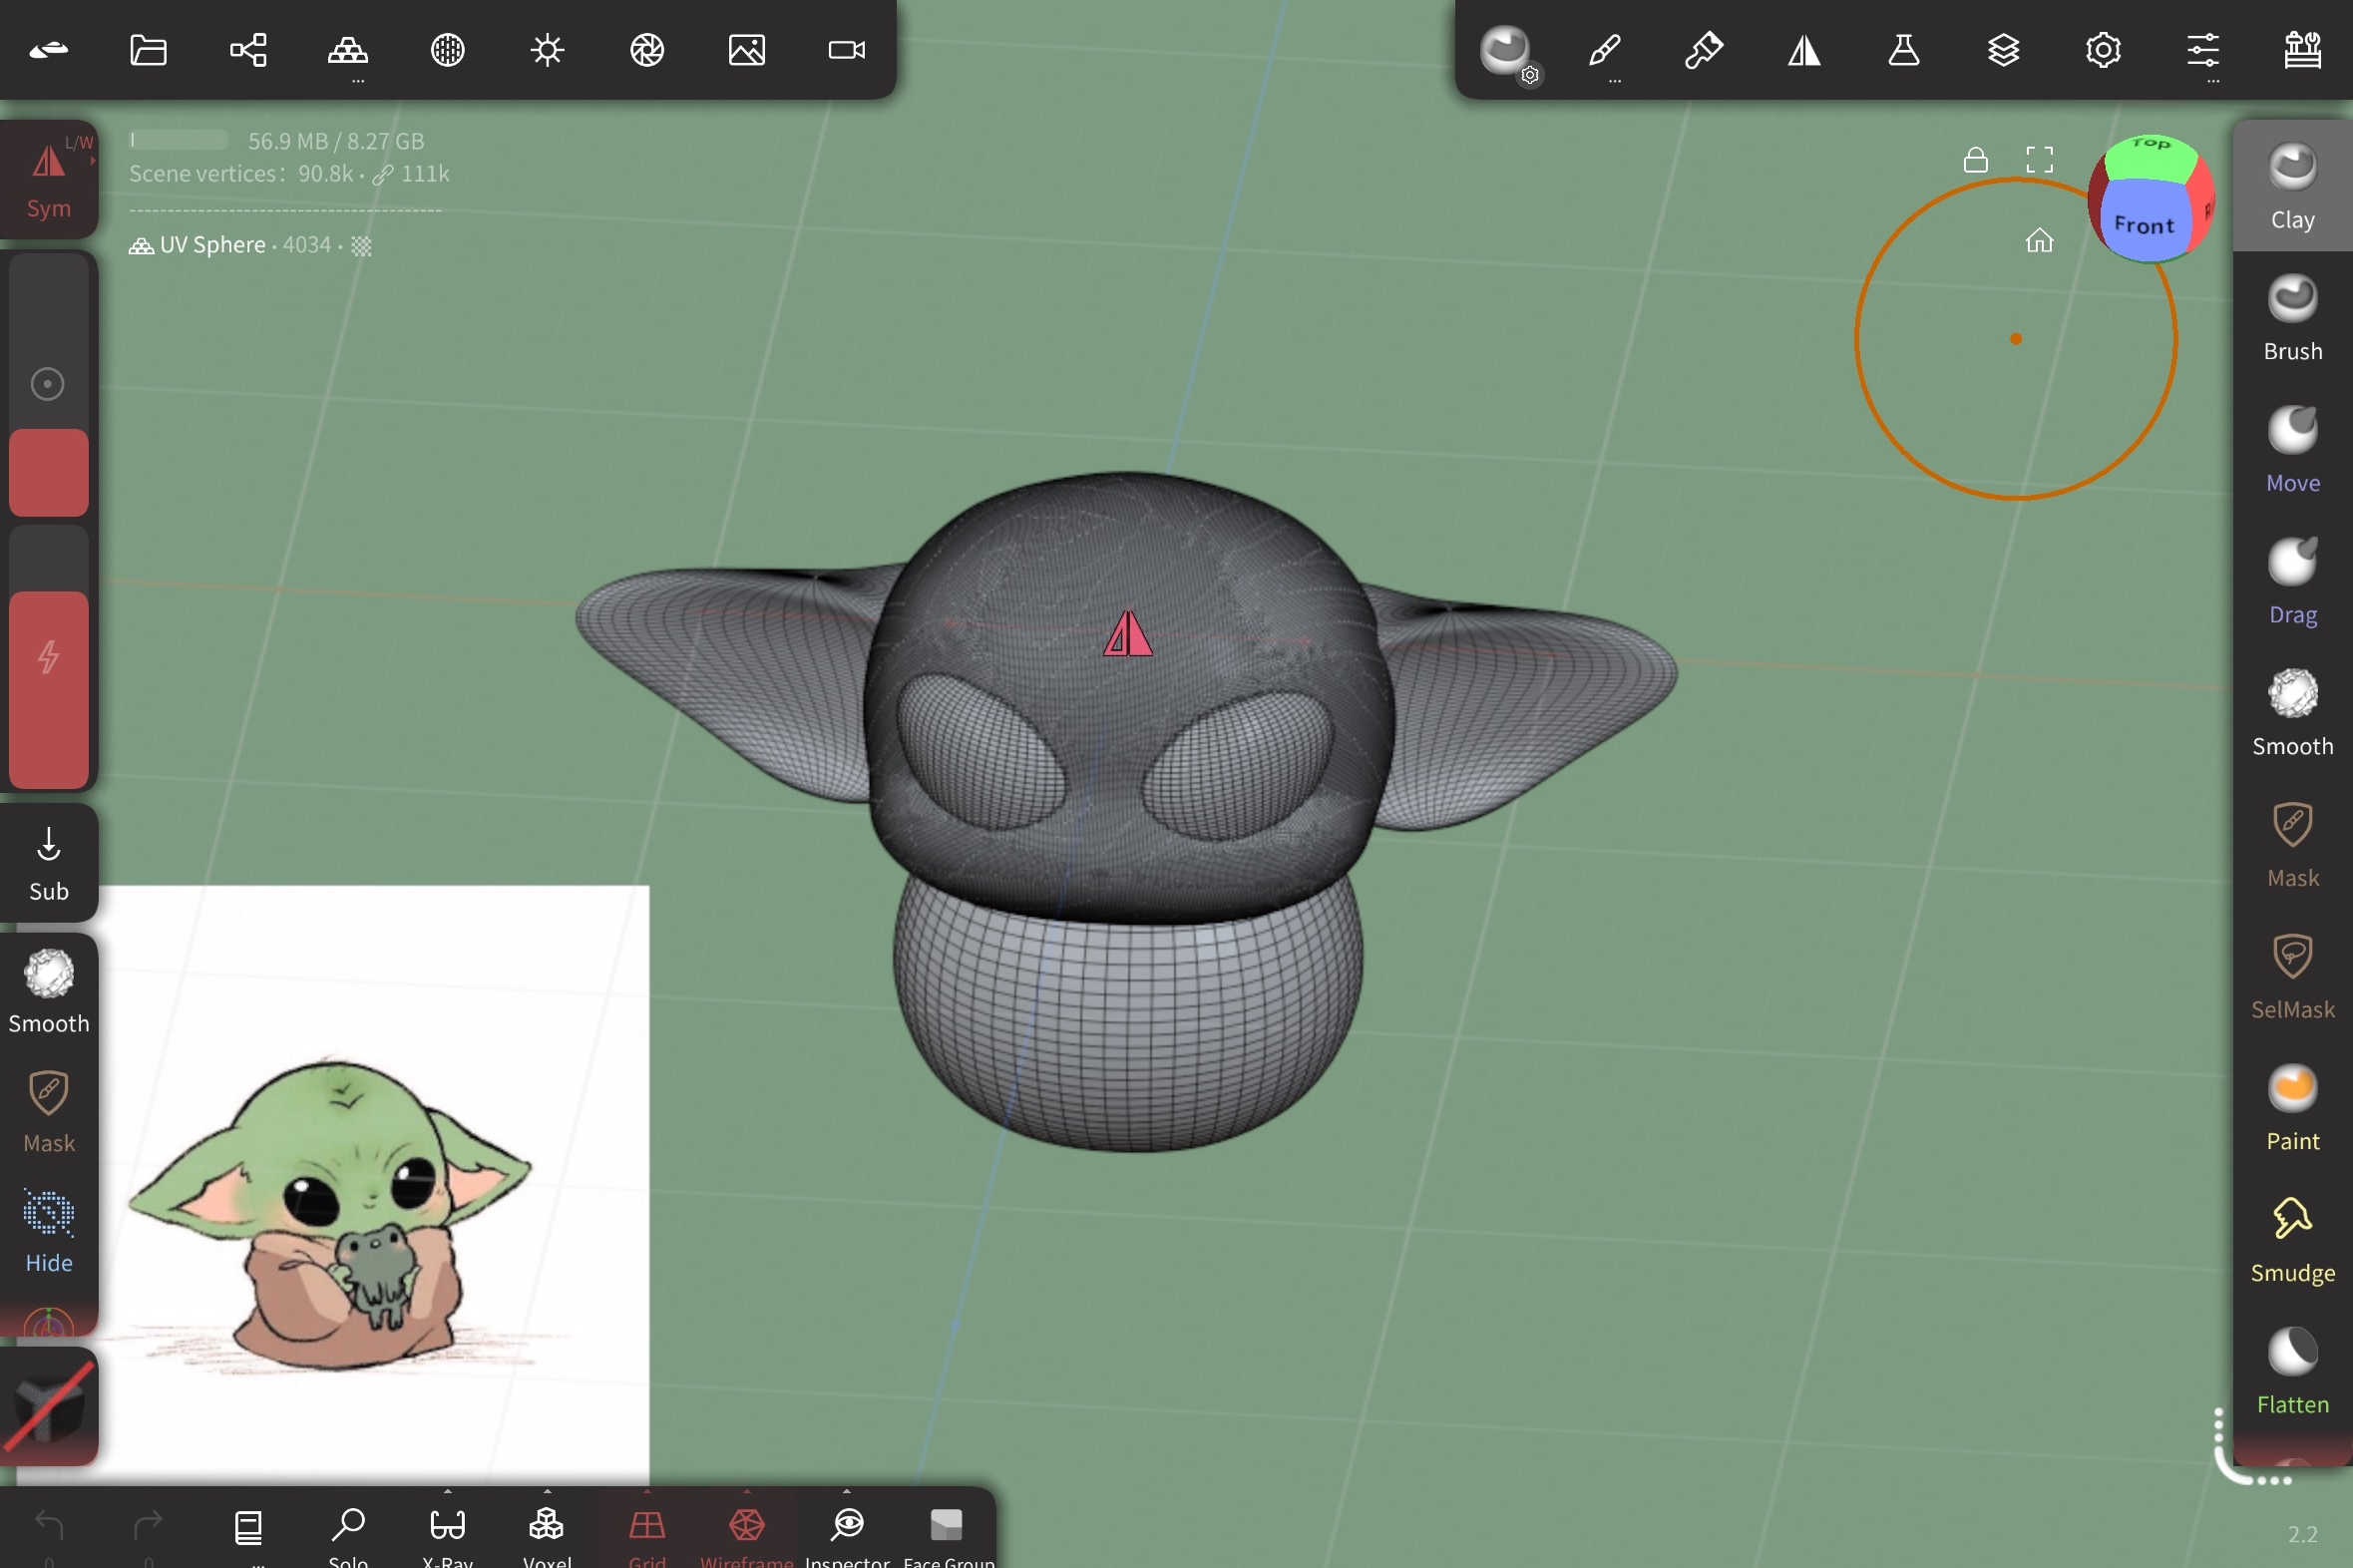 L/W
Sym
56.9 MB / 8.27 GB
Scene vertices: 90.8k • 111k
UV Sphere • 4034 •
Top
Front
R
Clay
Brush
Move
Drag
Smooth
Mask
SelMask
Paint
Smudge
Flatten
Sub
Smooth
Mask
Hide
0
0
...
Solo
X-Ray
Voxel
Grid
Wireframe
Inspector
Face Group
2.2